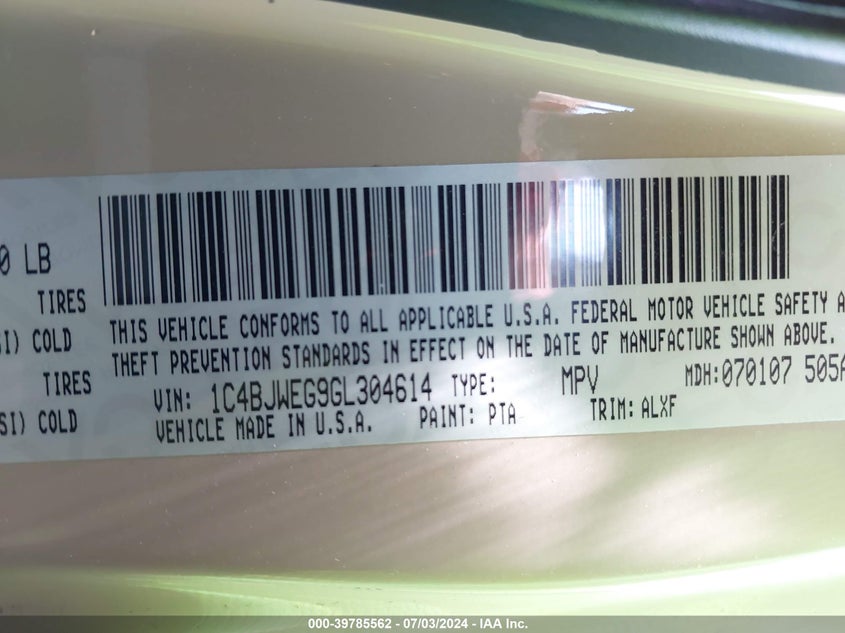 0 LB
TIRES
SI) COLD
TIRES
SI) COLD
THIS VEHICLE CONFORMS TO ALL APPLICABLE U.S.A. FEDERAL MOTOR VEHICLE SAFETY A
THEFT PREVENTION STANDARDS IN EFFECT ON THE DATE OF MANUFACTURE SHOWN ABOVE.
VIN: 1C4BJWEG9GL304614 TYPE: MPV MDH:070107 505A
VEHICLE MADE IN U.S.A. PAINT: PTA TRIM: ALXF
000-39785562 - 07/03/2024 - IAA Inc.